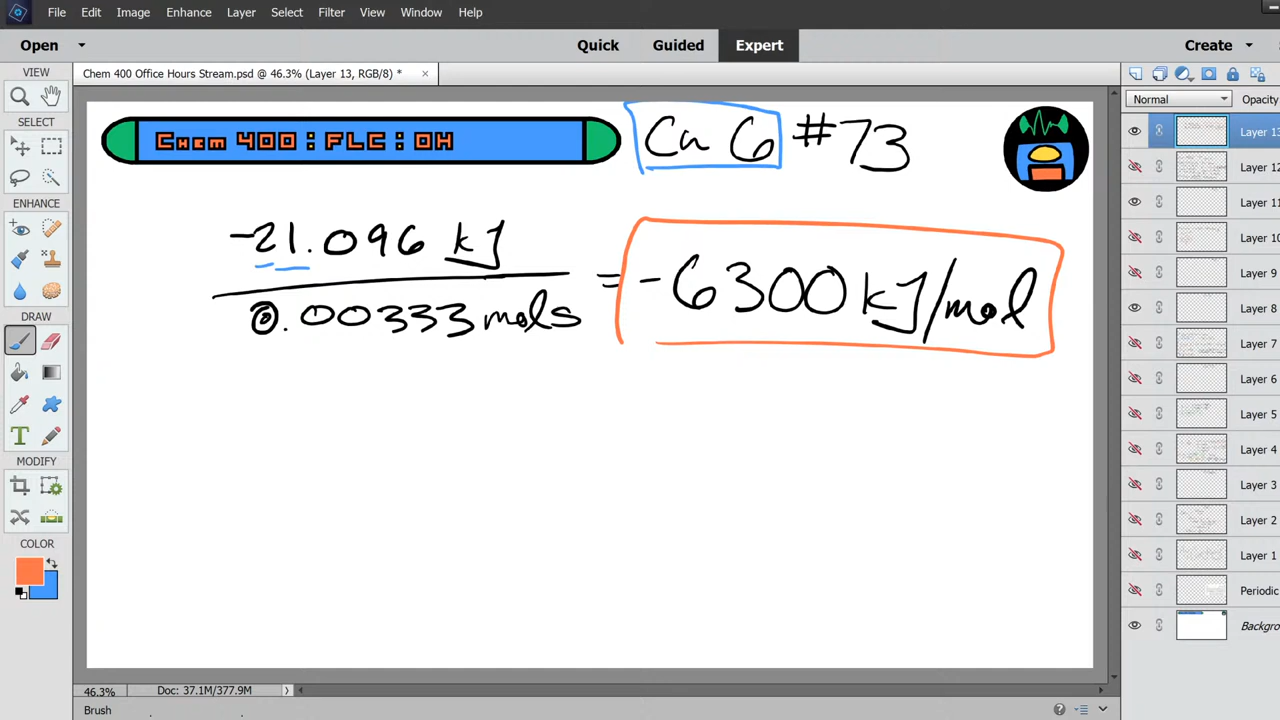 File Edit Image Enhance Layer Select Filter View Window Help
Open Quick Guided Expert Create
Chem 400 Office Hours Stream.psd @ 46.3% (Layer 13, RGB/8) * ×
VIEW
SELECT
ENHANCE
DRAW
T
MODIFY
COLOR
Chem 400:FLC:OH
Ch 6 #73
-21.096 kJ
0.00333 mols
= -6300 kJ/mol
Normal Opacity
Layer 1
Layer 12
Layer 11
Layer 10
Layer 9
Layer 8
Layer 7
Layer 6
Layer 5
Layer 4
Layer 3
Layer 2
Layer 1
Periodic
Backgro
46.3% Doc: 37.1M/377.9M
Brush